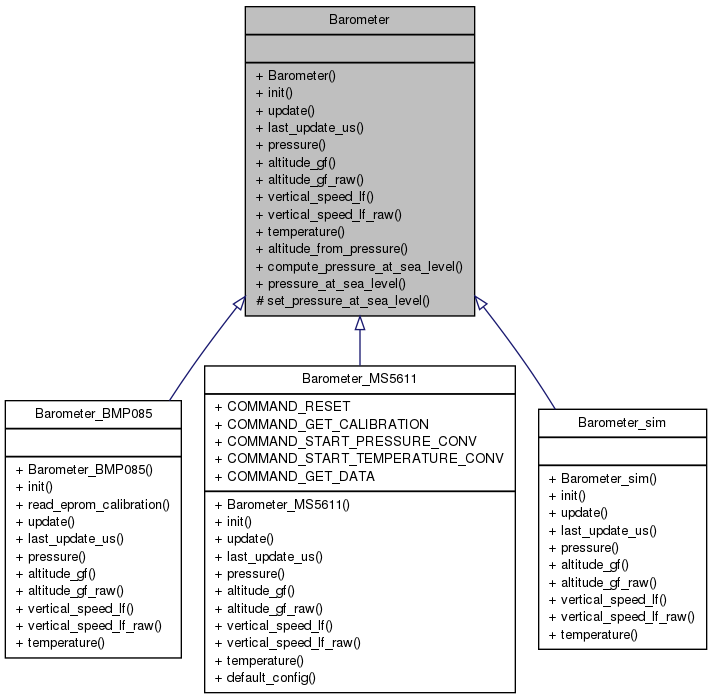 Barometer
+ Barometer()
+ init()
+ update()
+ last_update_us()
+ pressure()
+ altitude_gf()
+ altitude_gf_raw()
+ vertical_speed_lf()
+ vertical_speed_lf_raw()
+ temperature()
+ altitude_from_pressure()
+ compute_pressure_at_sea_level()
+ pressure_at_sea_level()
# set_pressure_at_sea_level()
Barometer_BMP085
+ Barometer_BMP085()
+ init()
+ read_eprom_calibration()
+ update()
+ last_update_us()
+ pressure()
+ altitude_gf()
+ altitude_gf_raw()
+ vertical_speed_lf()
+ vertical_speed_lf_raw()
+ temperature()
Barometer_MS5611
+ COMMAND_RESET
+ COMMAND_GET_CALIBRATION
+ COMMAND_START_PRESSURE_CONV
+ COMMAND_START_TEMPERATURE_CONV
+ COMMAND_GET_DATA
+ Barometer_MS5611()
+ init()
+ update()
+ last_update_us()
+ pressure()
+ altitude_gf()
+ altitude_gf_raw()
+ vertical_speed_lf()
+ vertical_speed_lf_raw()
+ temperature()
+ default_config()
Barometer_sim
+ Barometer_sim()
+ init()
+ update()
+ last_update_us()
+ pressure()
+ altitude_gf()
+ altitude_gf_raw()
+ vertical_speed_lf()
+ vertical_speed_lf_raw()
+ temperature()